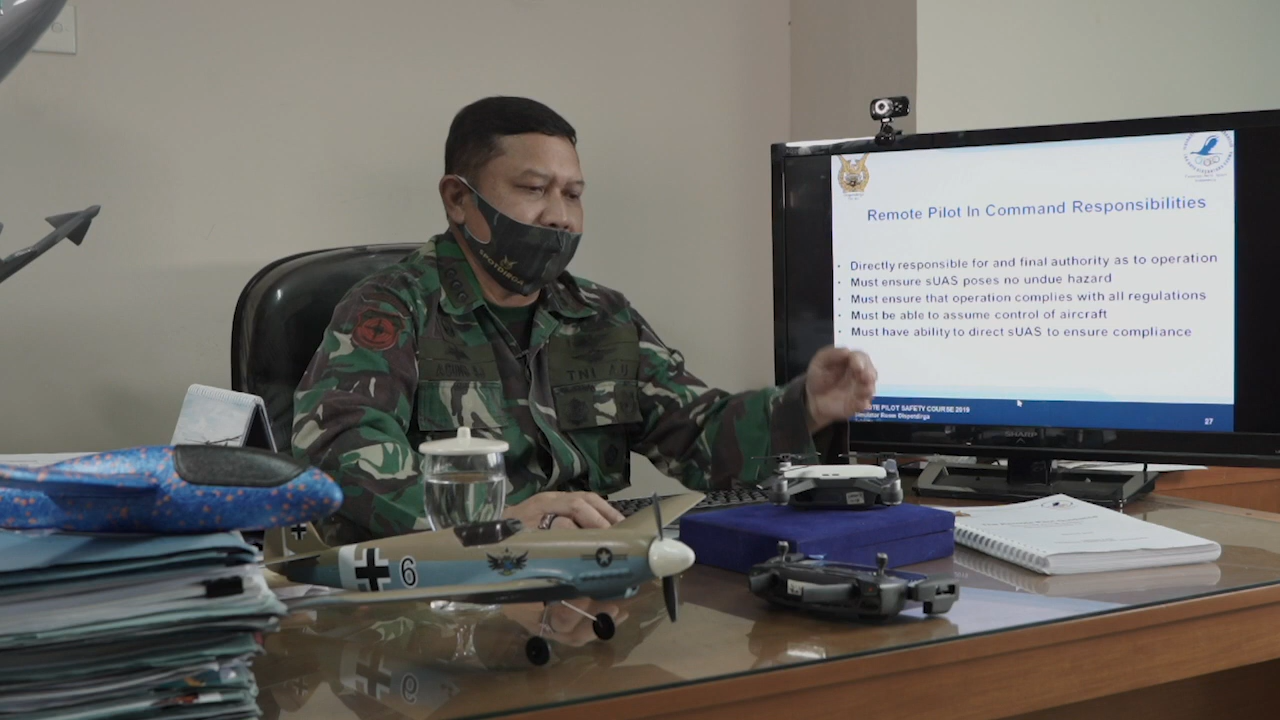 Remote Pilot In Command Responsibilities
Directly responsible for and final authority as to operation
Must ensure sUAS poses no undue hazard
Must ensure that operation complies with all regulations
Must be able to assume control of aircraft
Must have ability to direct sUAS to ensure compliance
PILOT SAFETY COURSE 2019
27
SHARP
TNI
6